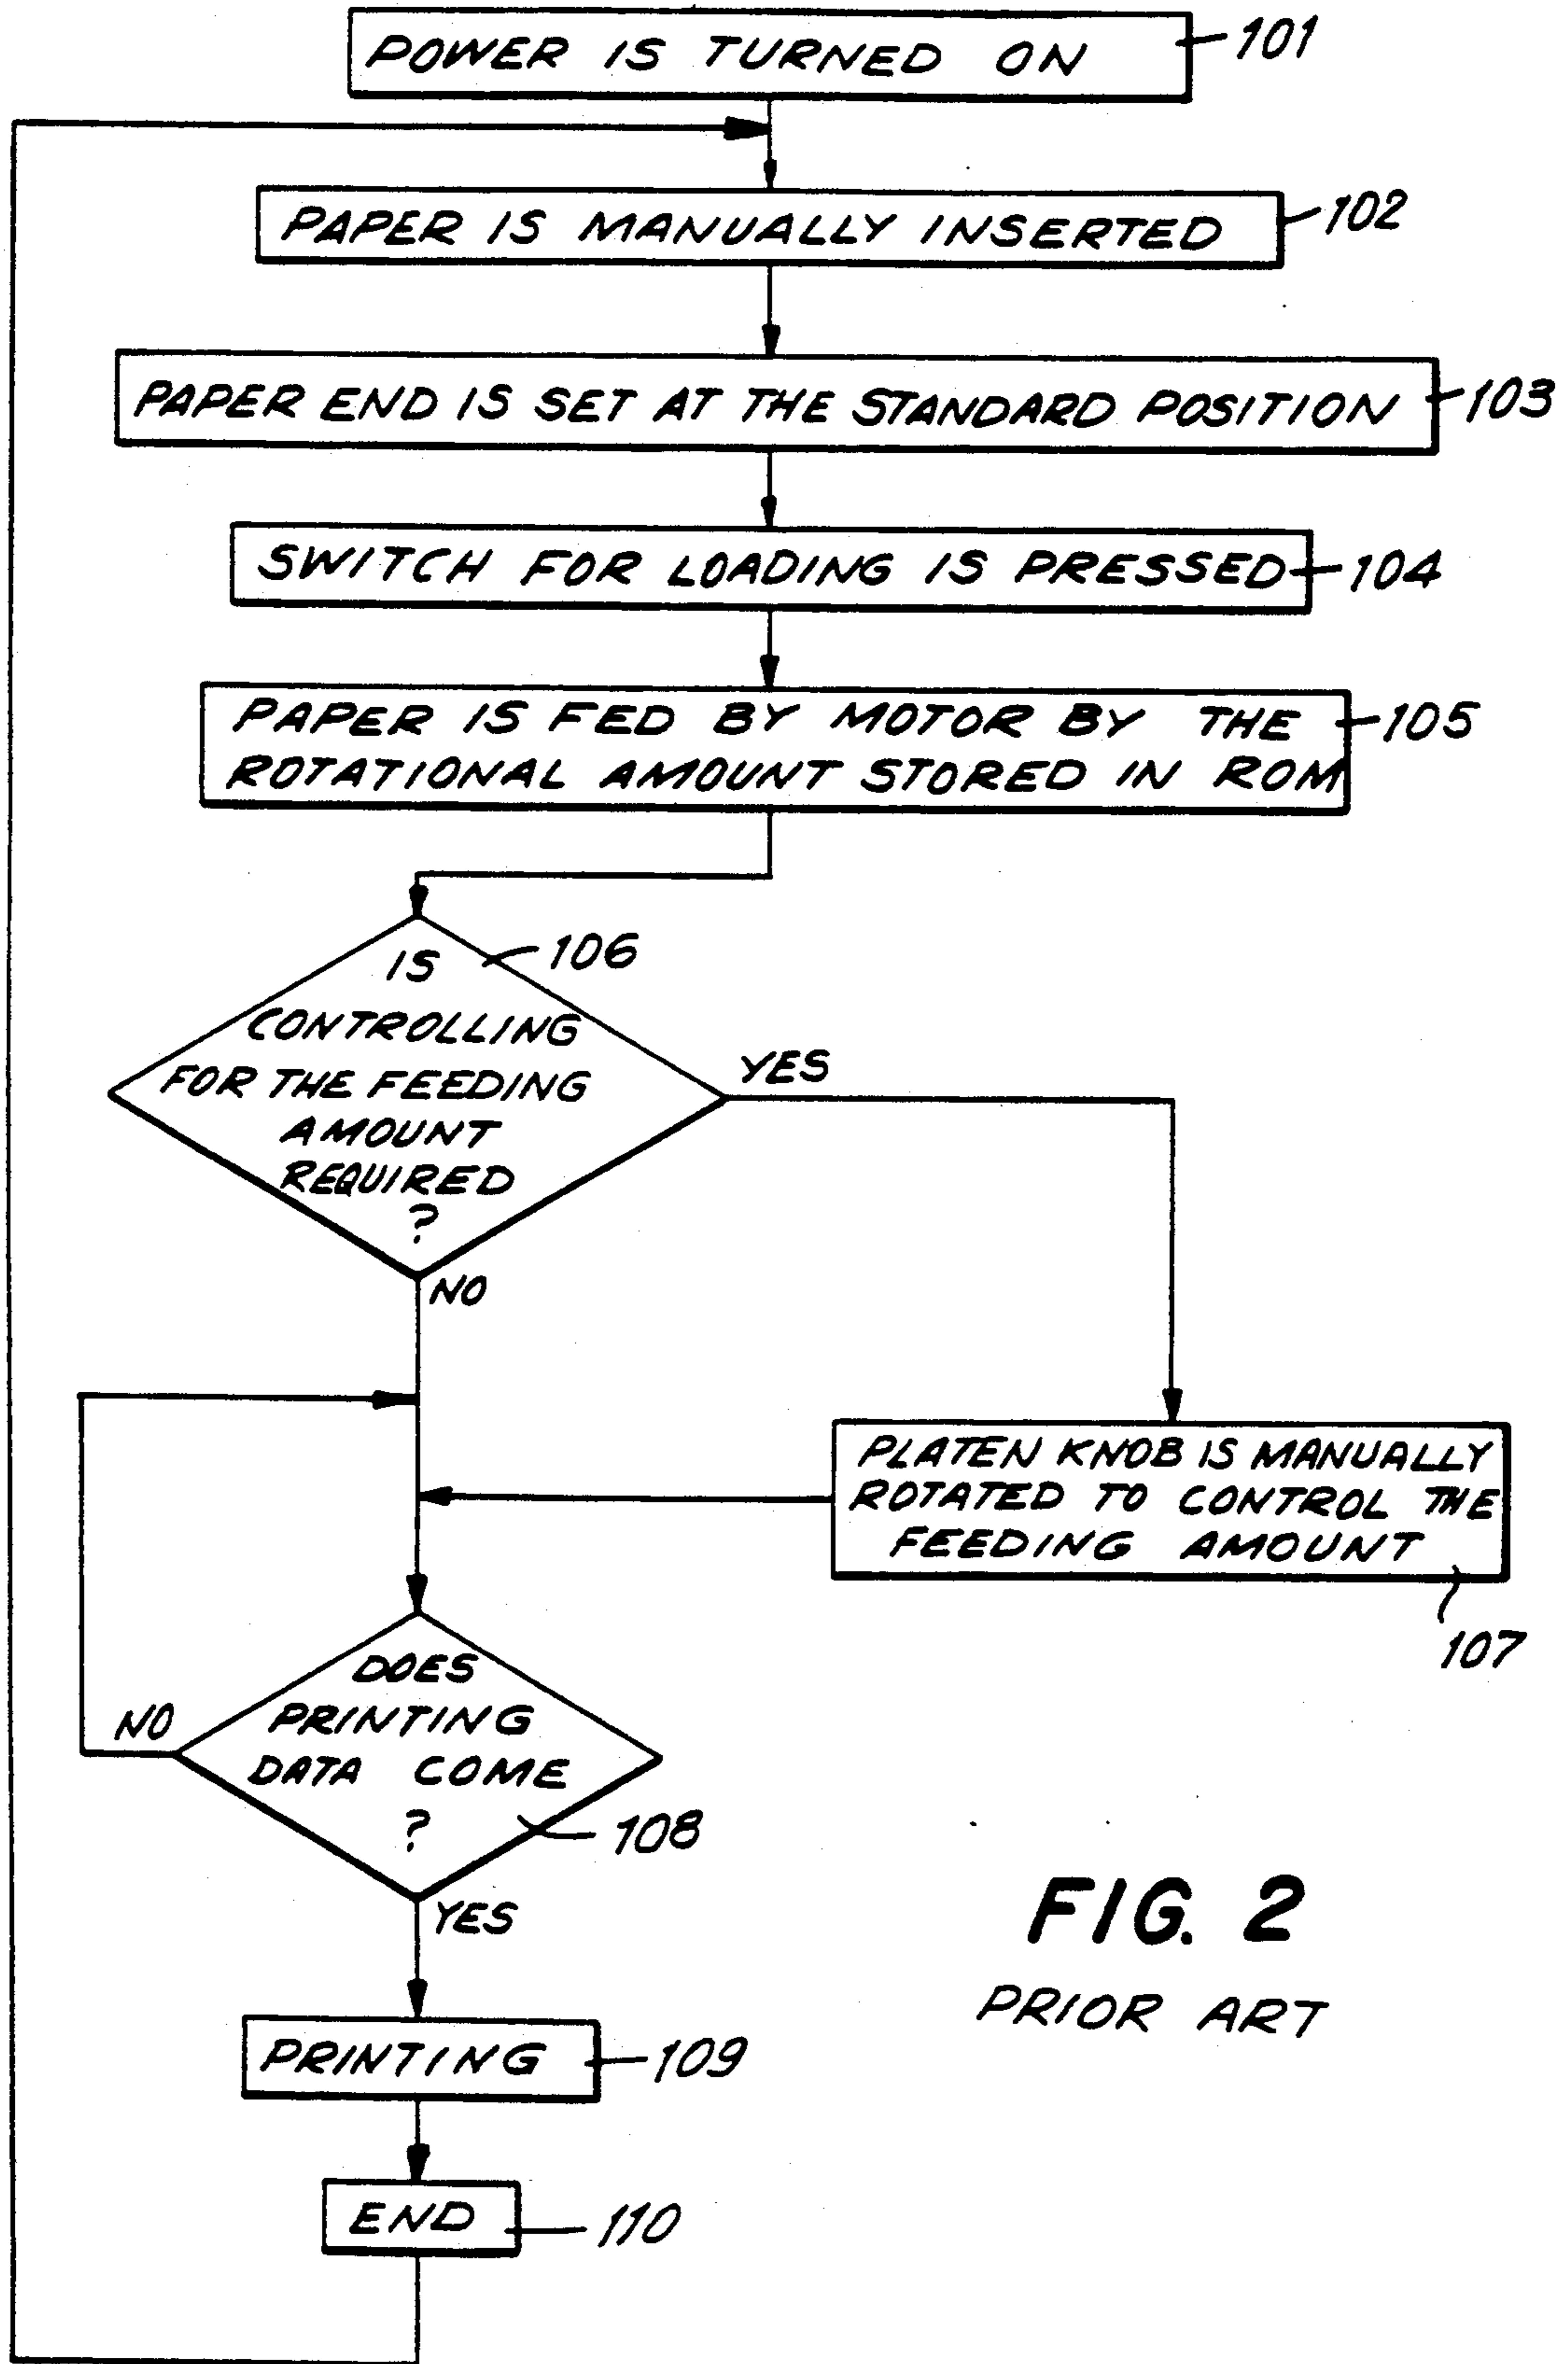 POWER IS TURNED ON
101
PAPER IS MANUALLY INSERTED
102
PAPER END IS SET AT THE STANDARD POSITION
103
SWITCH FOR LOADING IS PRESSED
104
PAPER IS FED BY MOTOR BY THE
ROTATIONAL AMOUNT STORED IN ROM
105
IS
CONTROLLING
FOR THE FEEDING
AMOUNT
REQUIRED
?
106
YES
NO
PLATEN KNOB IS MANUALLY
ROTATED TO CONTROL THE
FEEDING AMOUNT
107
DOES
PRINTING
DATA COME
?
108
NO
YES
PRINTING
109
END
110
FIG. 2
PRIOR ART